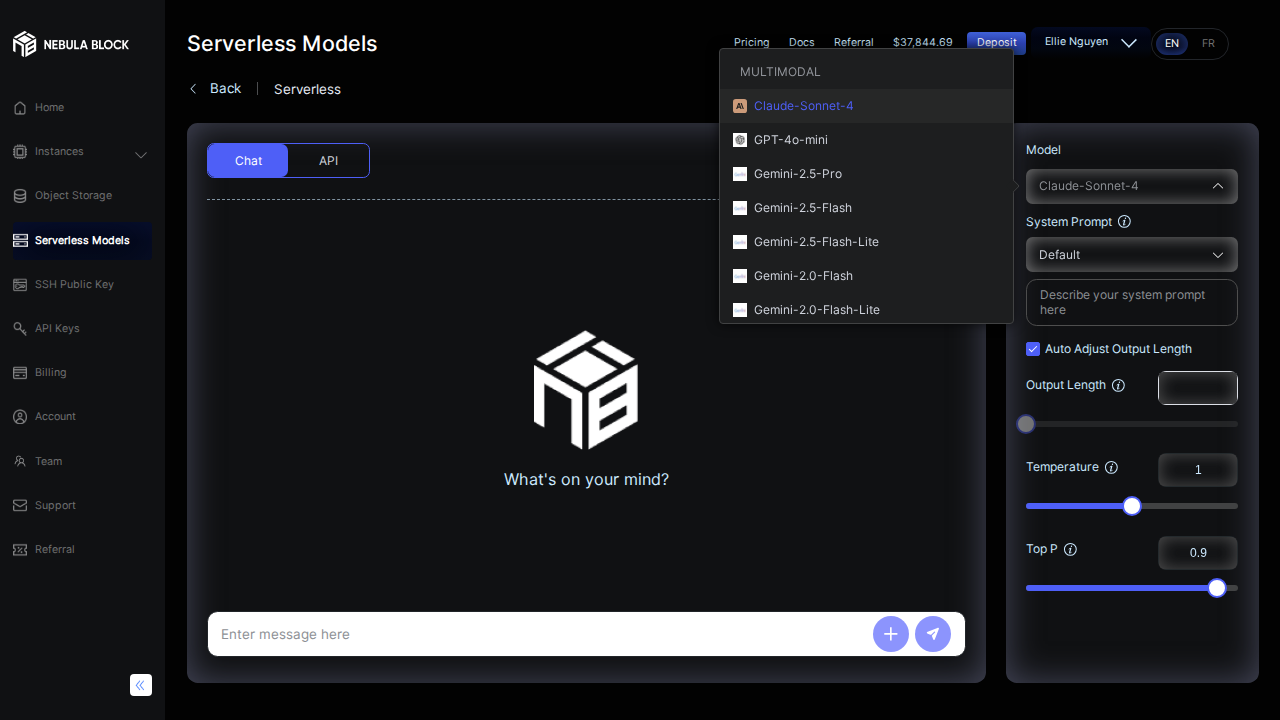 NEBULA BLOCK
Home
Instances
Object Storage
Serverless Models
SSH Public Key
API Keys
Billing
Account
Team
Support
Referral
Serverless Models
Pricing
Docs
Referral
$37,844.69
Deposit
Ellie Nguyen
EN
FR
Back
Serverless
Chat
API
MULTIMODAL
Claude-Sonnet-4
GPT-4o-mini
Gemini-2.5-Pro
Gemini-2.5-Flash
Gemini-2.5-Flash-Lite
Gemini-2.0-Flash
Gemini-2.0-Flash-Lite
What's on your mind?
Enter message here
Model
Claude-Sonnet-4
System Prompt
Default
Describe your system prompt
here
Auto Adjust Output Length
Output Length
Temperature
1
Top P
0.9